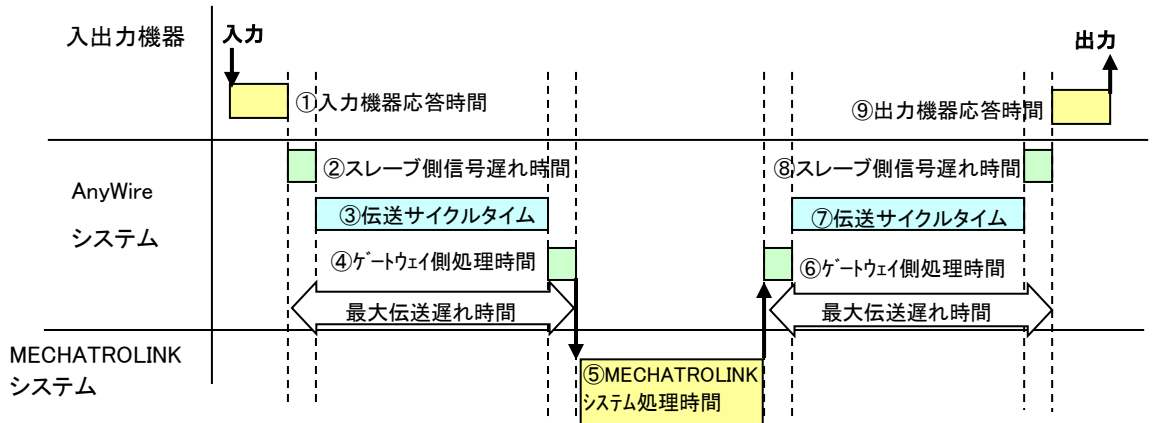 入出力機器
入力
出力
①入力機器応答時間
⑨出力機器応答時間
AnyWire
システム
②スレーブ側信号遅れ時間
⑧スレーブ側信号遅れ時間
③伝送サイクルタイム
⑦伝送サイクルタイム
④ゲートウェイ側処理時間
⑥ゲートウェイ側処理時間
最大伝送遅れ時間
最大伝送遅れ時間
MECHATROLINK
システム
⑤MECHATROLINK
システム処理時間